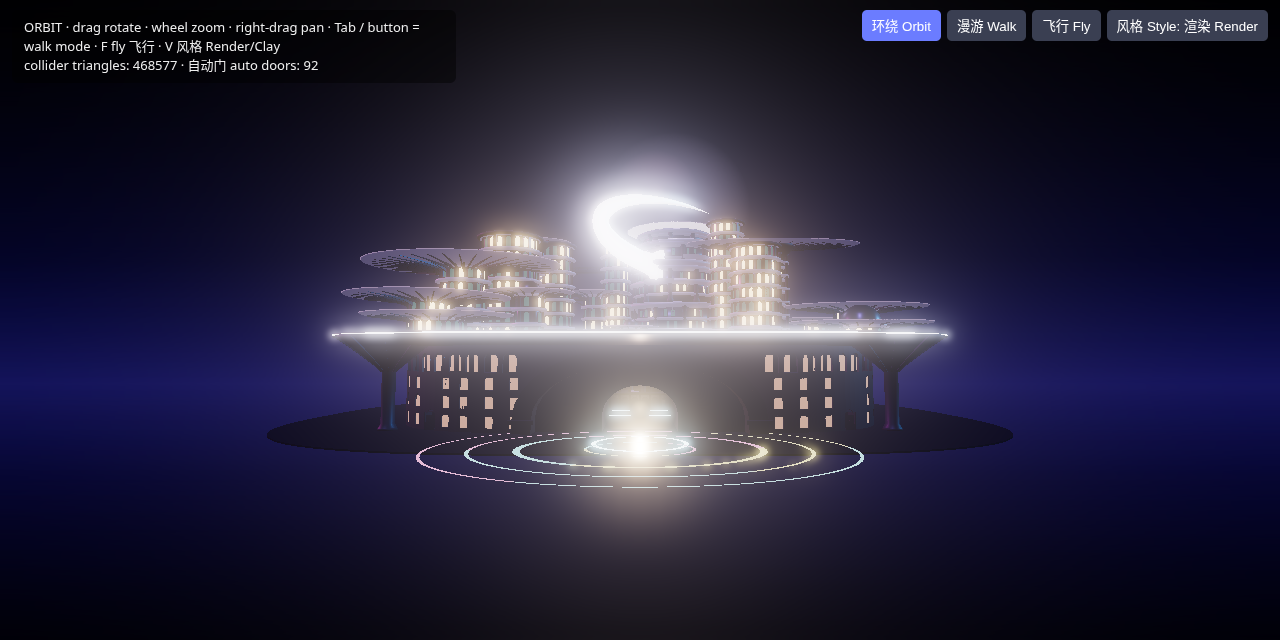 ORBIT · drag rotate · wheel zoom · right-drag pan · Tab / button =
walk mode · F fly 飞行 · V 风格 Render/Clay
collider triangles: 468577 · 自动门 auto doors: 92
环绕 Orbit
漫游 Walk
飞行 Fly
风格 Style: 渲染 Render